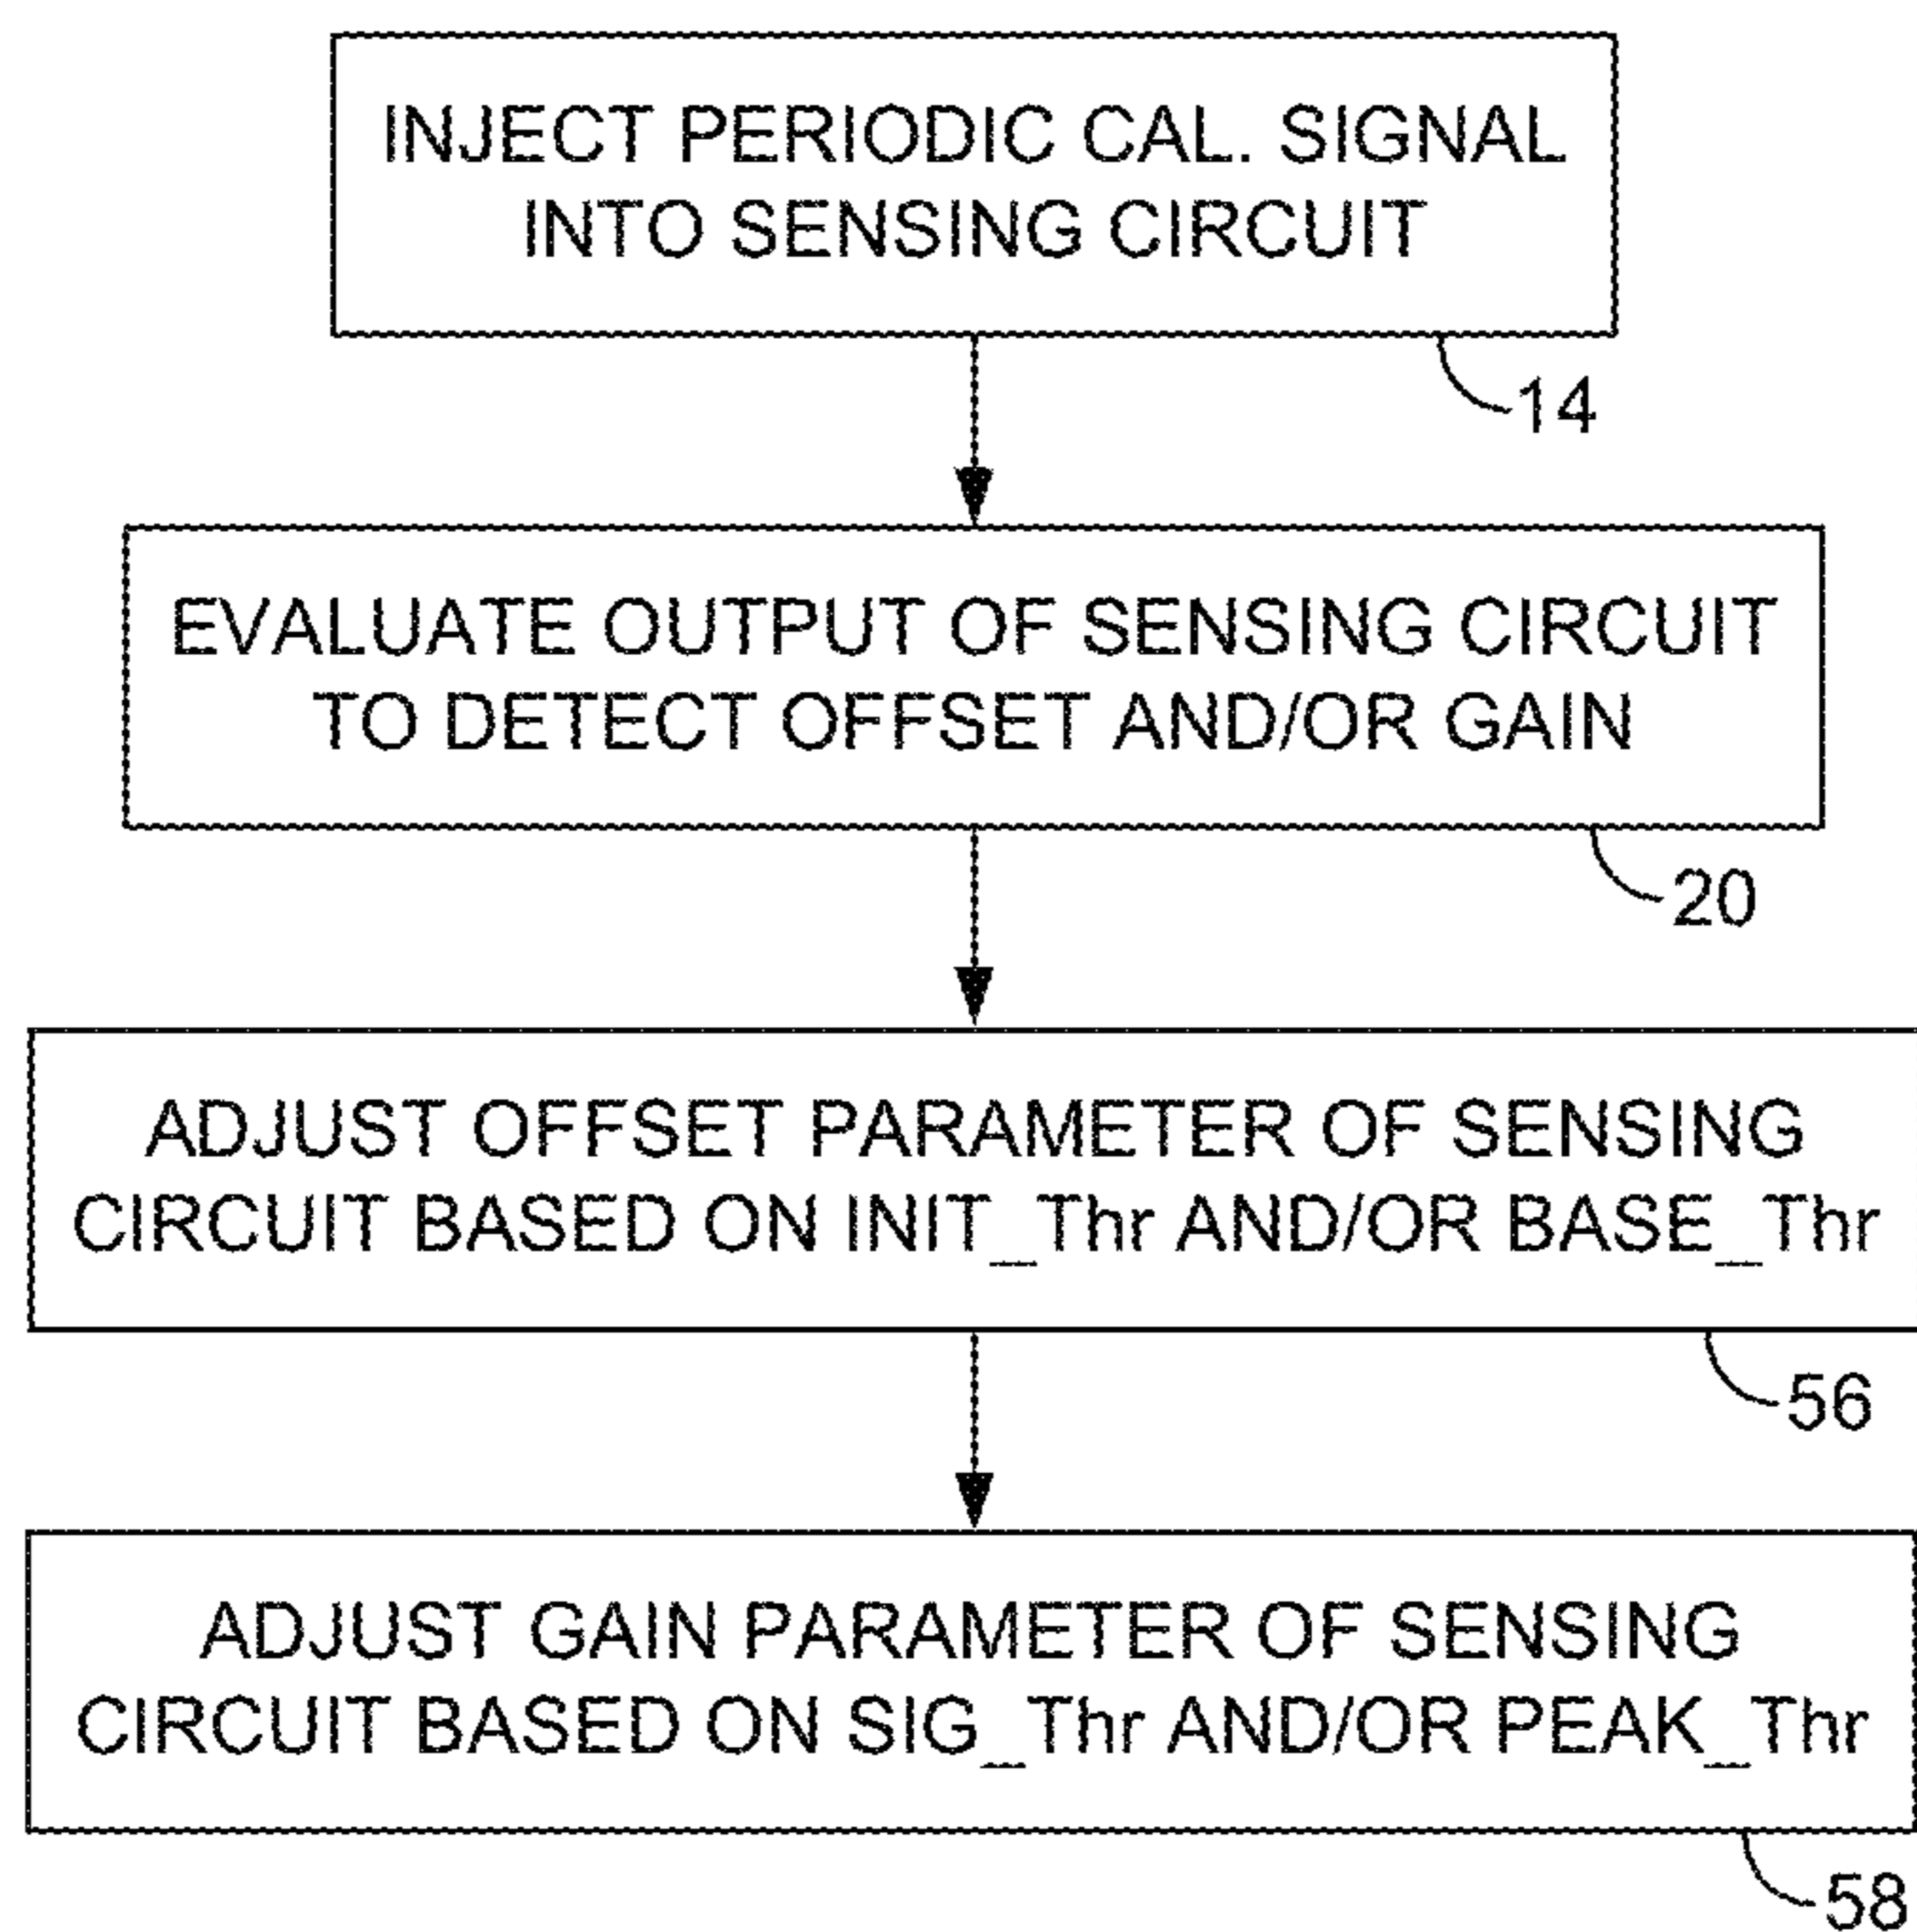 INJECT PERIODIC CAL. SIGNAL
INTO SENSING CIRCUIT
14
EVALUATE OUTPUT OF SENSING CIRCUIT
TO DETECT OFFSET AND/OR GAIN
20
ADJUST OFFSET PARAMETER OF SENSING
CIRCUIT BASED ON INIT_Thr AND/OR BASE_Thr
56
ADJUST GAIN PARAMETER OF SENSING
CIRCUIT BASED ON SIG_Thr AND/OR PEAK_Thr
58